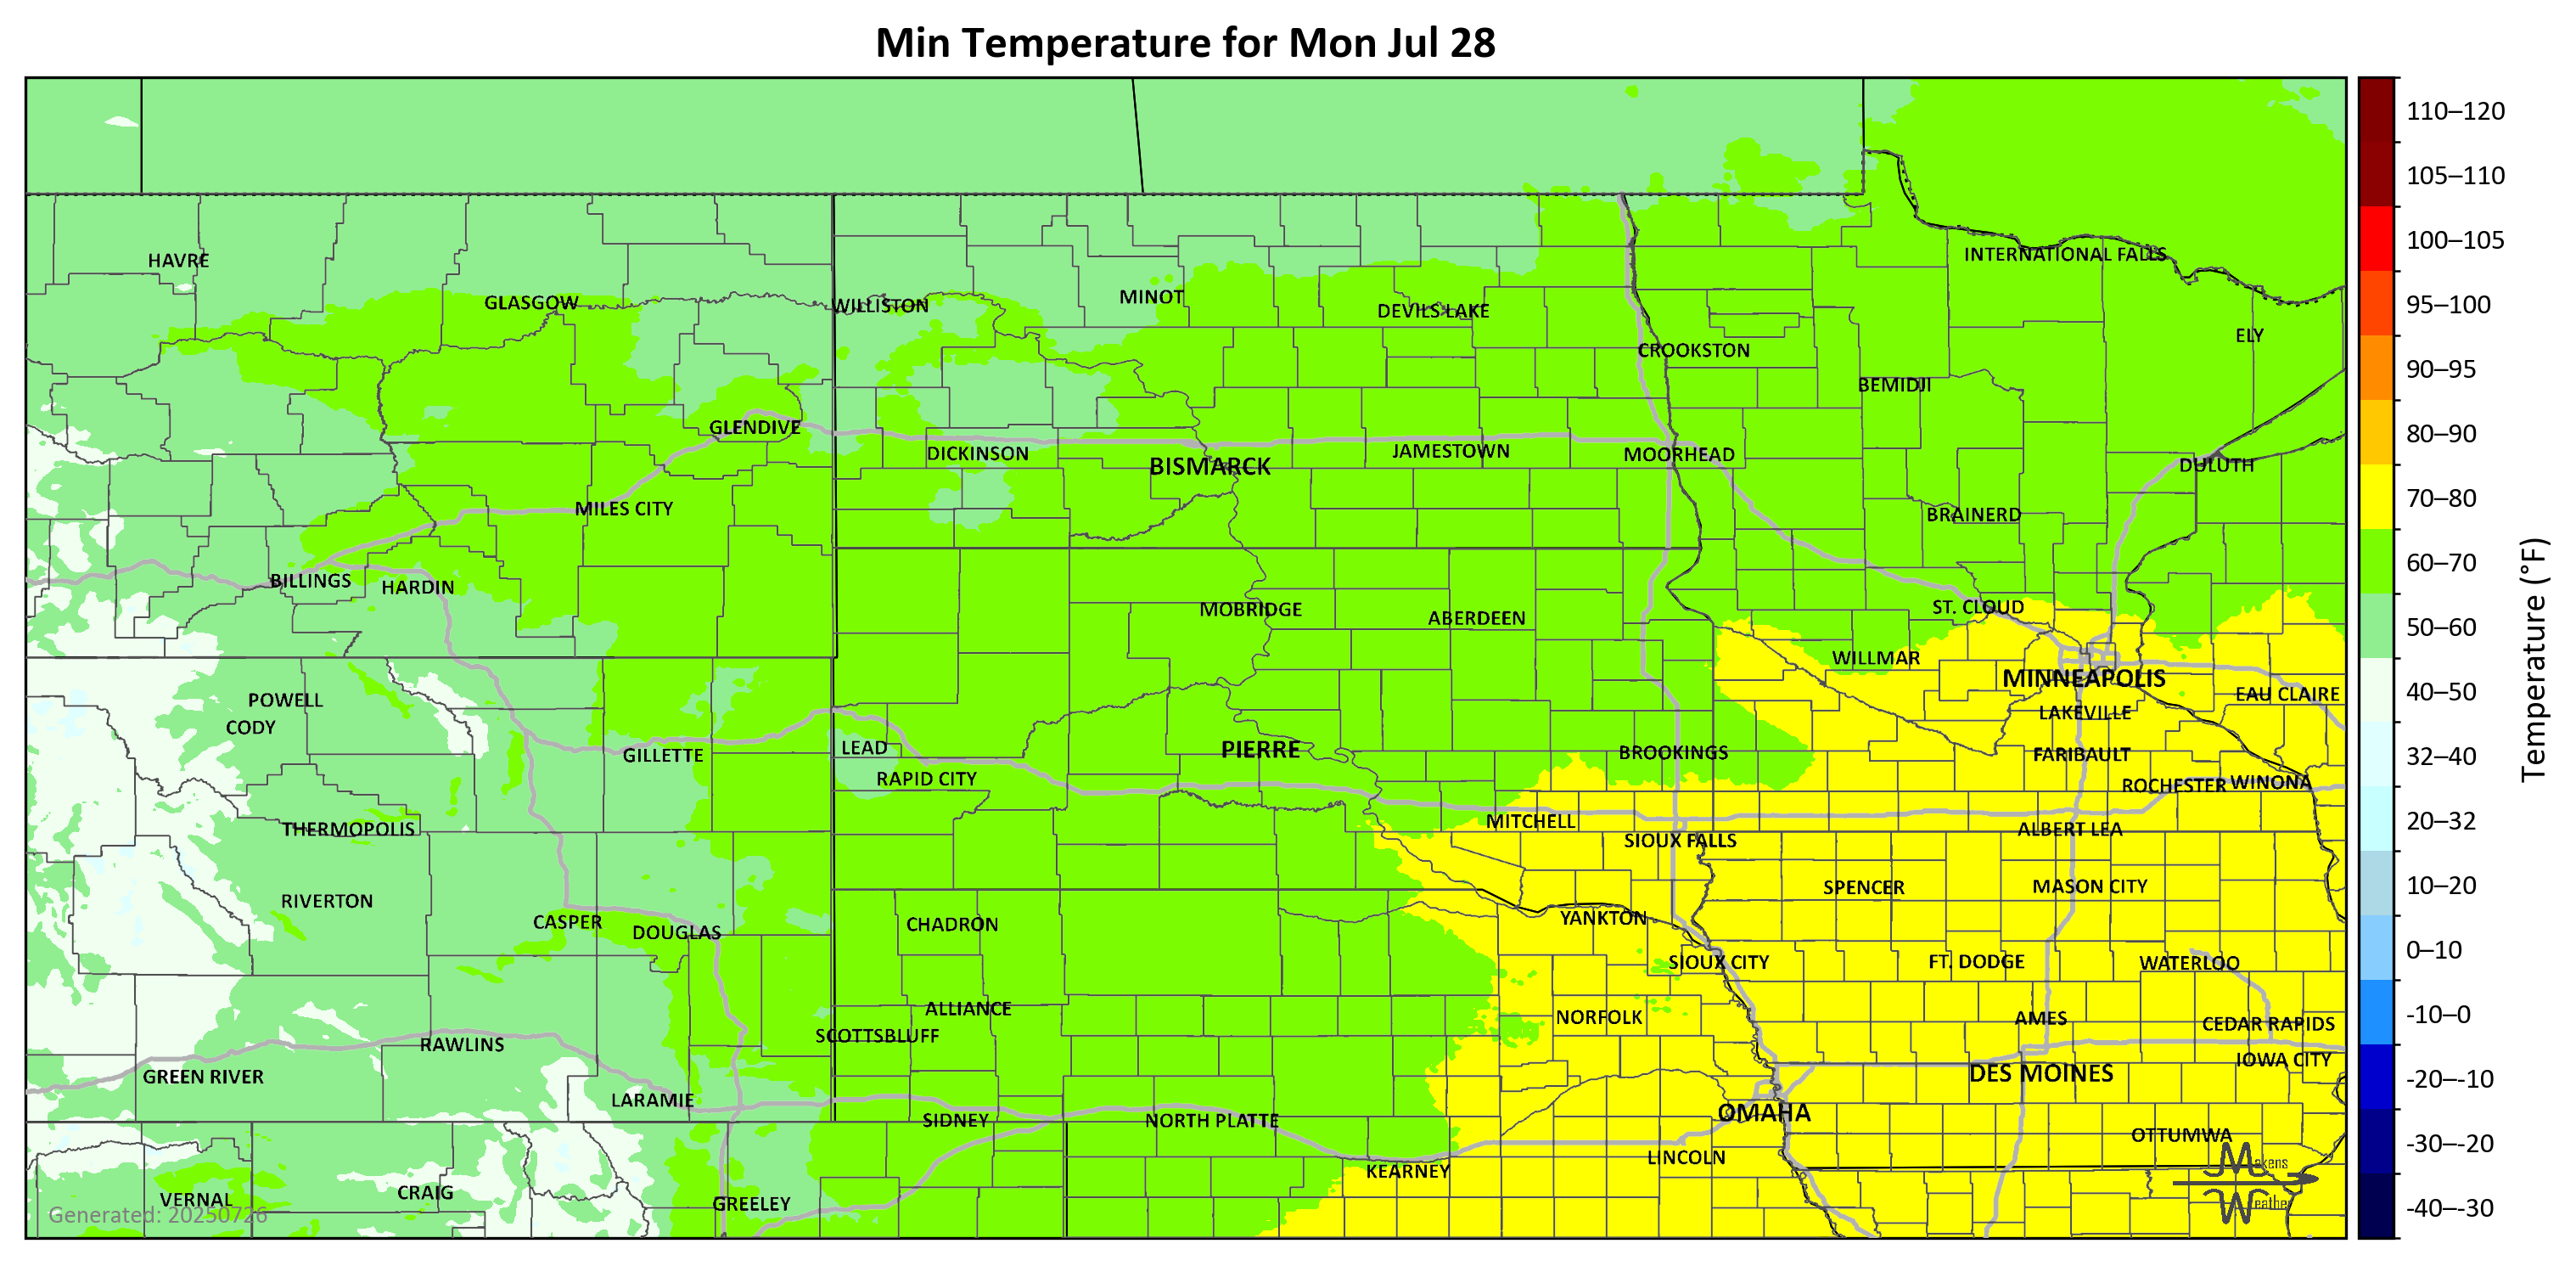 Min Temperature for Mon Jul 28
110–120
105–110
HAVRE
INTERNATIONAL FALLS
100–105
GLASGOW
WILLISTON
MINOT
DEVILS LAKE
95–100
ELY
CROOKSTON
90–95
BEMIDJI
GLENDIVE
80–90
DICKINSON
JAMESTOWN
MOORHEAD
BISMARCK
DULUTH
70–80
MILES CITY
BRAINERD
60–70
Temperature (°F)
BILLINGS
HARDIN
MOBRIDGE
ABERDEEN
ST. CLOUD
50–60
WILLMAR
MINNEAPOLIS
40–50
EAU CLAIRE
POWELL
CODY
LAKEVILLE
GILLETTE
LEAD
PIERRE
BROOKINGS
FARIBAULT
32–40
RAPID CITY
ROCHESTER
WINONA
THERMOPOLIS
MITCHELL
ALBERT LEA
20–32
SIOUX FALLS
RIVERTON
SPENCER
MASON CITY
10–20
CASPER
DOUGLAS
CHADRON
YANKTON
0–10
SIOUX CITY
FT. DODGE
WATERLOO
ALLIANCE
NORFOLK
AMES
CEDAR RAPIDS
-10–0
SCOTTSBLUFF
RAWLINS
IOWA CITY
GREEN RIVER
DES MOINES
-20–-10
LARAMIE
SIDNEY
NORTH PLATTE
OMAHA
OTTUMWA
-30–-20
KEARNEY
LINCOLN
Makens
VERNAL
CRAIG
GREELEY
Weather
-40–-30
Generated: 20250726